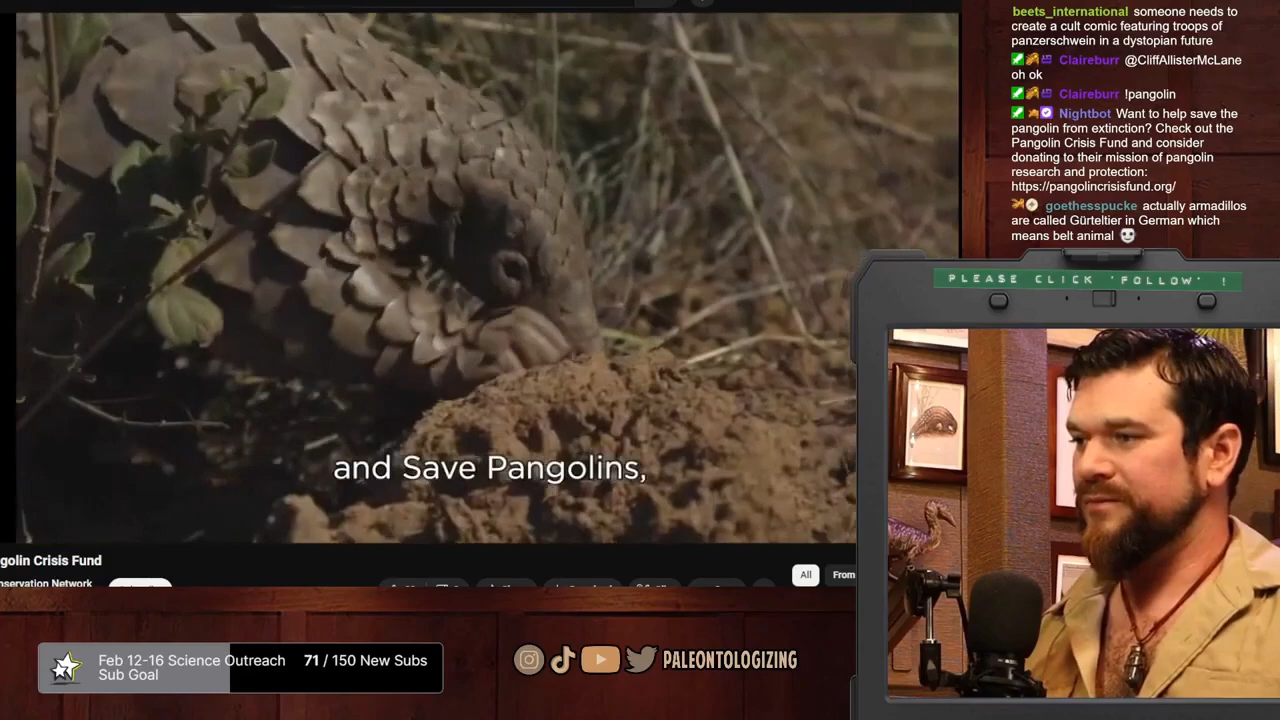 beets_international someone needs to
create a cult comic featuring troops of
panzerschwein in a dystopian future
Claireburr @CliffAllisterMcLane
oh ok
Claireburr !pangolin
Nightbot Want to help save the
pangolin from extinction? Check out the
Pangolin Crisis Fund and consider
donating to their mission of pangolin
research and protection:
https://pangolincrisisfund.org/
goethesspucke actually armadillos
are called Gürteltier in German which
means belt animal
PLEASE CLICK "FOLLOW" !
and Save Pangolins,
golin Crisis Fund
nservation Network
All
From
Feb 12-16 Science Outreach 71 / 150 New Subs
Sub Goal
PALEONTOLOGIZING